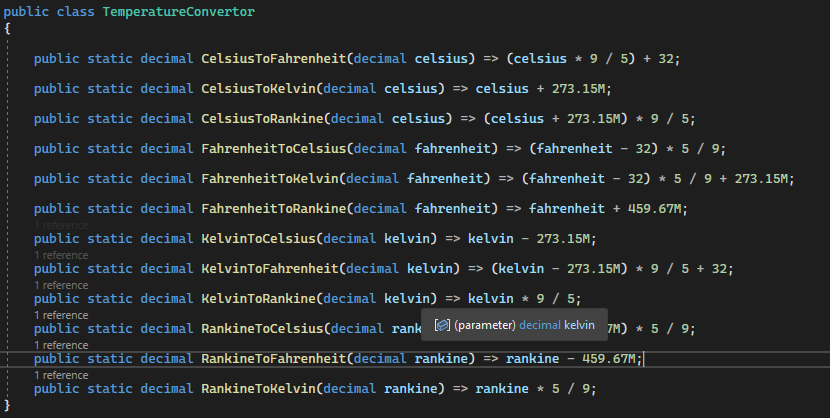 public class TemperatureConvertor
{
public static decimal CelsiusToFahrenheit(decimal celsius) => (celsius * 9 / 5) + 32;
public static decimal CelsiusToKelvin(decimal celsius) => celsius + 273.15M;
public static decimal CelsiusToRankine(decimal celsius) => (celsius + 273.15M) * 9 / 5;
public static decimal FahrenheitToCelsius(decimal fahrenheit) => (fahrenheit - 32) * 5 / 9;
public static decimal FahrenheitToKelvin(decimal fahrenheit) => (fahrenheit - 32) * 5 / 9 + 273.15M;
public static decimal FahrenheitToRankine(decimal fahrenheit) => fahrenheit + 459.67M;
1 reference
public static decimal KelvinToCelsius(decimal kelvin) => kelvin - 273.15M;
1 reference
public static decimal KelvinToFahrenheit(decimal kelvin) => (kelvin - 273.15M) * 9 / 5 + 32;
1 reference
public static decimal KelvinToRankine(decimal kelvin) => kelvin * 9 / 5;
1 reference
(parameter) decimal kelvin
public static decimal RankineToCelsius(decimal rank M) * 5 / 9;
1 reference
public static decimal RankineToFahrenheit(decimal rankine) => rankine - 459.67M;
1 reference
public static decimal RankineToKelvin(decimal rankine) => rankine * 5 / 9;
}